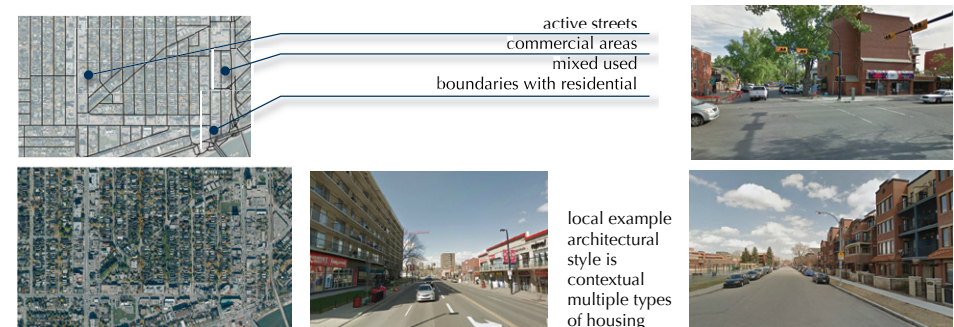 active streets
commercial areas
mixed used
boundaries with residential
local example
architectural
style is
contextual
multiple types
of housing